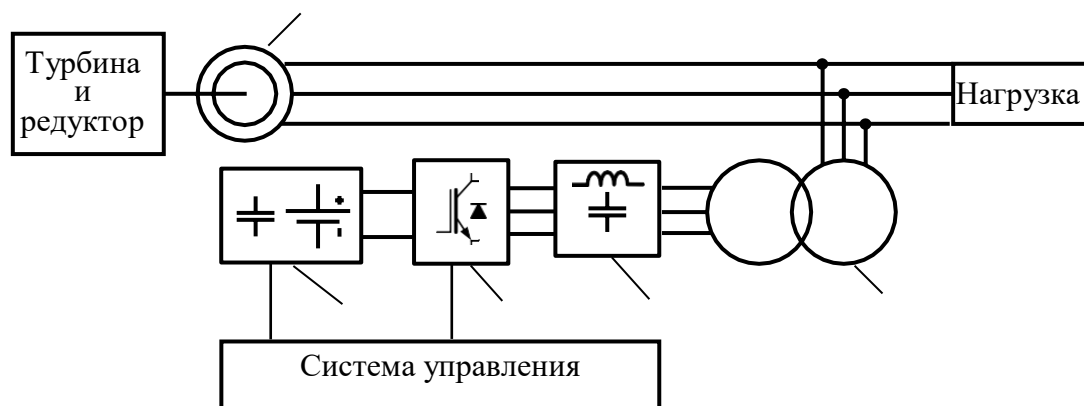 Турбина
и
редуктор
Нагрузка
+
-
Система управления